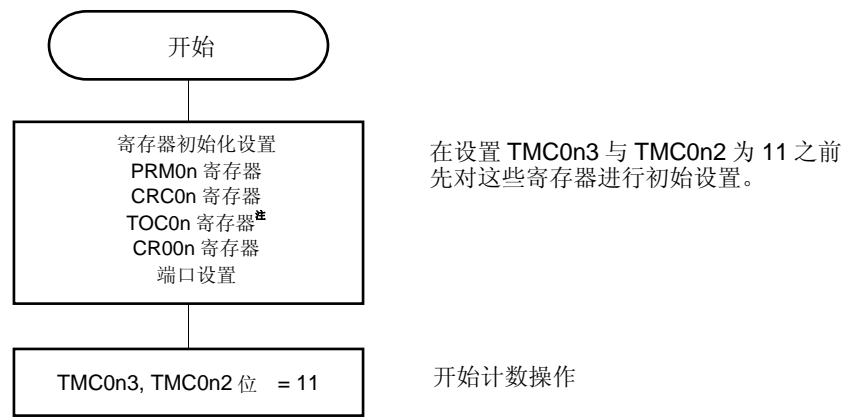 开始
寄存器初始化设置
PRM0n 寄存器
CRC0n 寄存器
TOC0n 寄存器注
CR00n 寄存器
端口设置
在设置 TMC0n3 与 TMC0n2 为 11 之前
先对这些寄存器进行初始设置。
TMC0n3, TMC0n2 位 = 11
开始计数操作